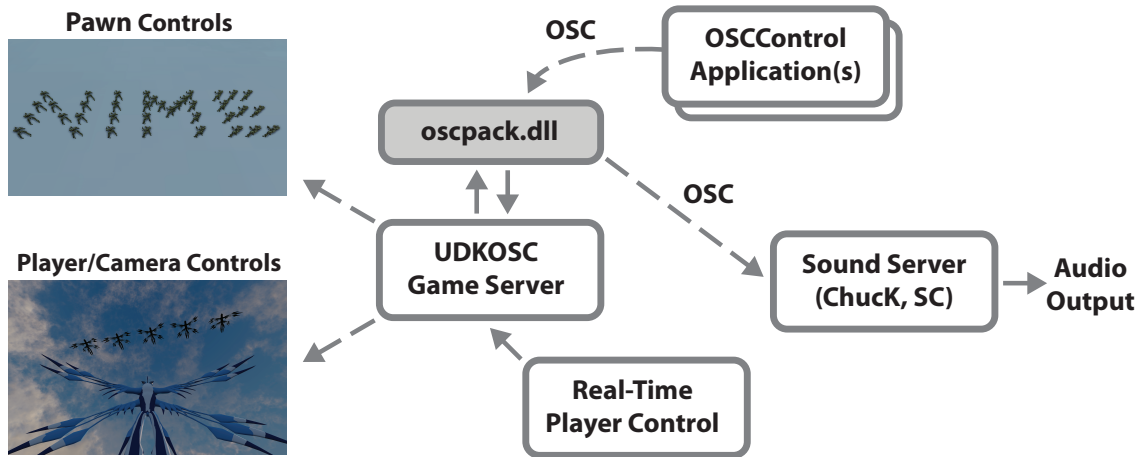 Pawn Controls
OSC
OSCControl
Application(s)
oscpack.dll
OSC
UDKOSC
Game Server
Player/Camera Controls
Sound Server
(ChucK, SC)
Audio
Output
Real-Time
Player Control
NIME